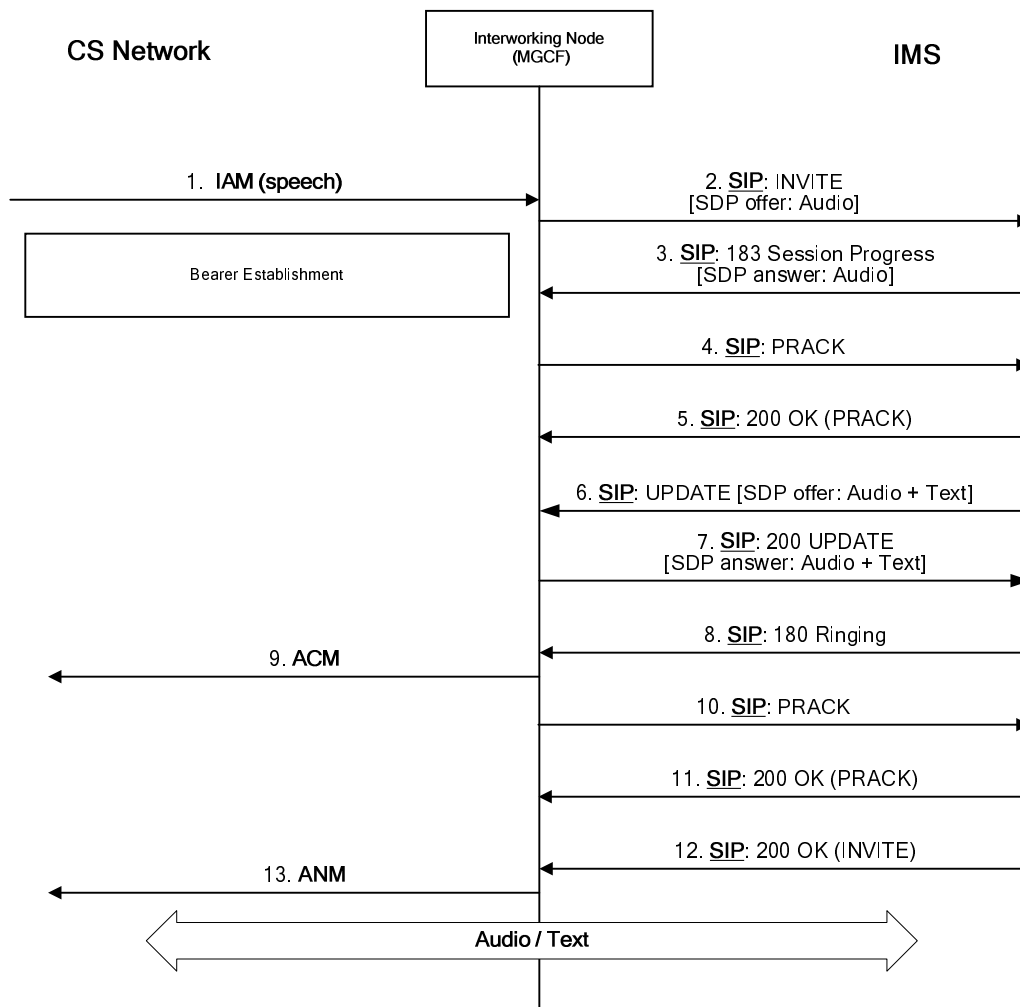 Interworking Node
(MGCF)
CS Network
IMS
1. IAM (speech)
2. SIP: INVITE
[SDP offer: Audio]
3. SIP: 183 Session Progress
[SDP answer: Audio]
Bearer Establishment
4. SIP: PRACK
5. SIP: 200 OK (PRACK)
6. SIP: UPDATE [SDP offer: Audio + Text]
7. SIP: 200 UPDATE
[SDP answer: Audio + Text]
8. SIP: 180 Ringing
9. ACM
10. SIP: PRACK
11. SIP: 200 OK (PRACK)
12. SIP: 200 OK (INVITE)
13. ANM
Audio / Text